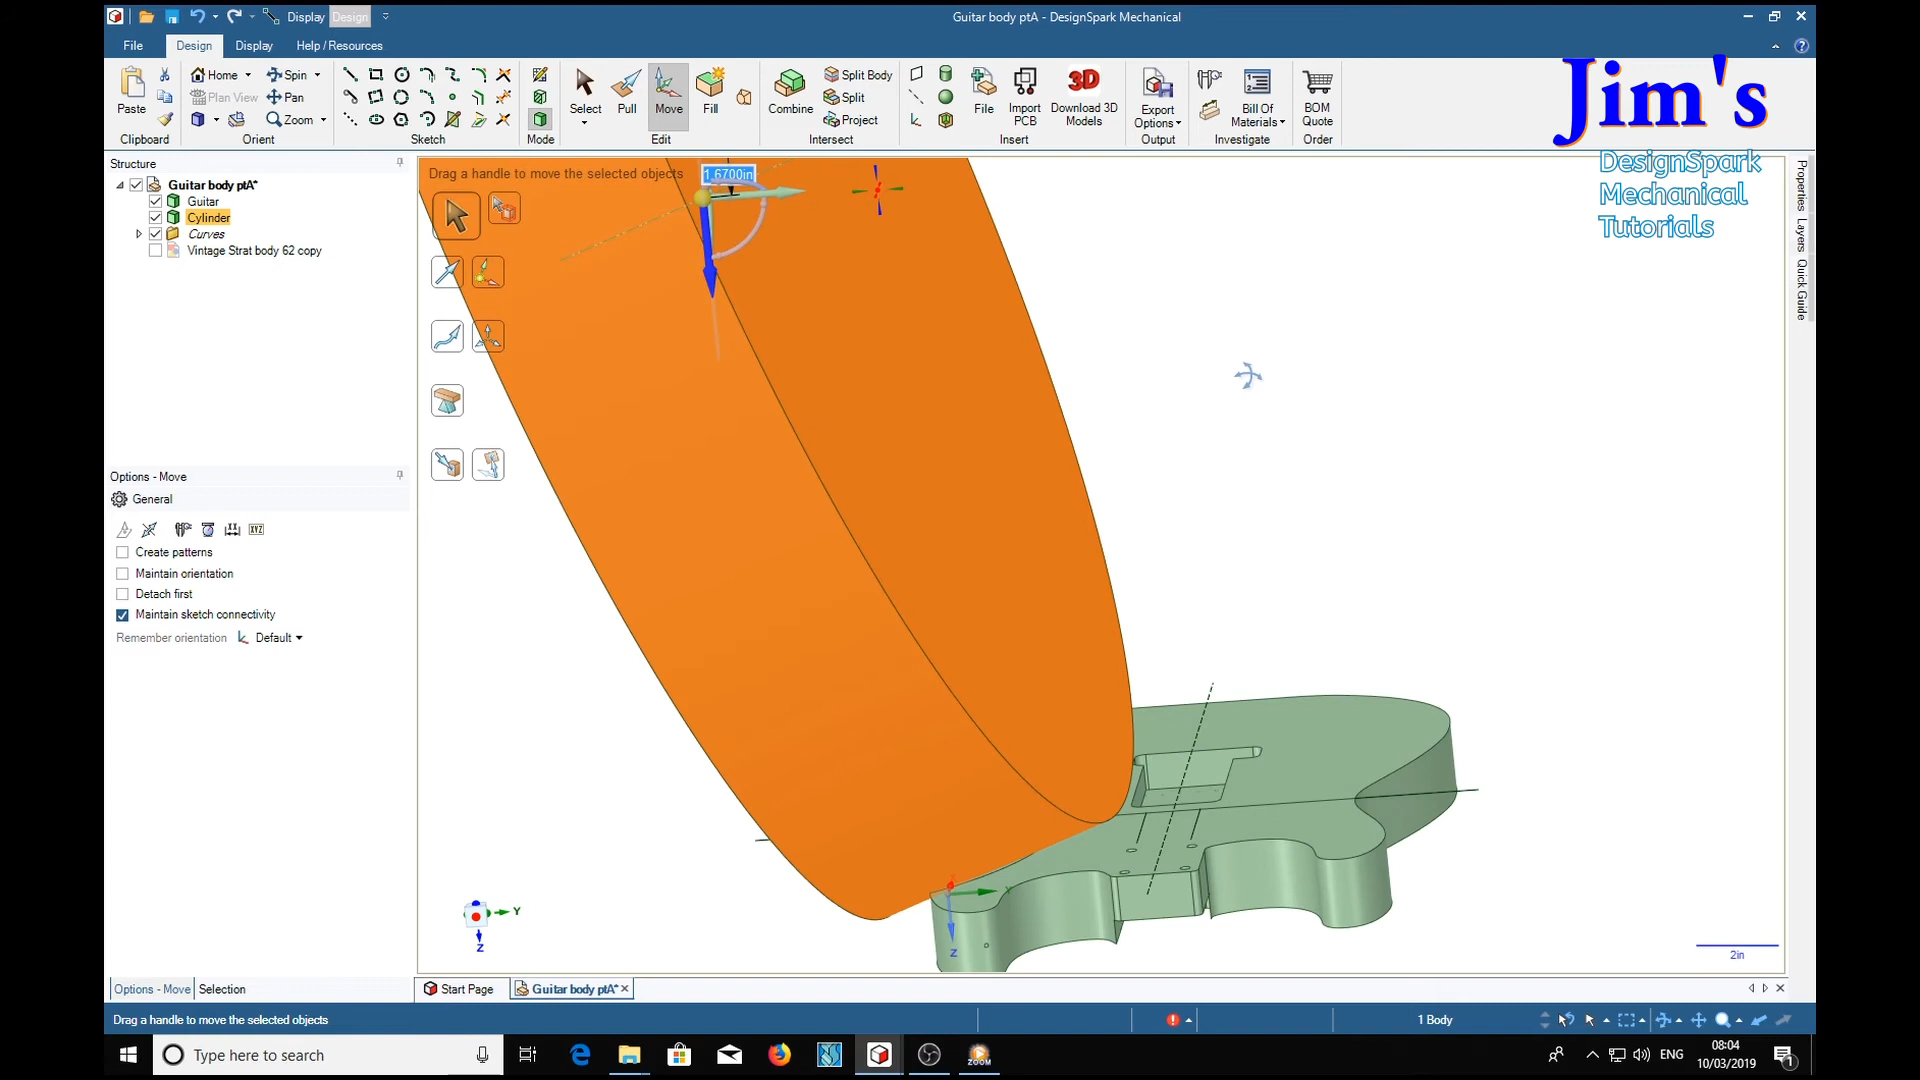 Display Design
Guitar body ptA - DesignSpark Mechanical
File Design Display Help / Resources
Paste
Clipboard
Home Spin
Plan View Pan
Zoom
Orient
Sketch
Mode
Select Pull Move Fill
Edit
Combine
Split Body
Split
Project
Intersect
File
Import
PCB
Download 3D
Models
Insert
Export
Options
Output
Bill Of
Materials
Investigate
BOM
Quote
Order
Jim's
DesignSpark
Mechanical
Tutorials
Structure
Guitar body ptA*
Guitar
Cylinder
Curves
Vintage Strat body 62 copy
Drag a handle to move the selected objects
1.6700in
Properties
Layers
Quick Guide
Options - Move
General
XYZ
Create patterns
Maintain orientation
Detach first
Maintain sketch connectivity
Remember orientation Default
Y
Z
Y
Z
2in
Options - Move Selection
Start Page Guitar body ptA*
Drag a handle to move the selected objects
1 Body
Type here to search
ZOOM
ENG
08:04
10/03/2019
1